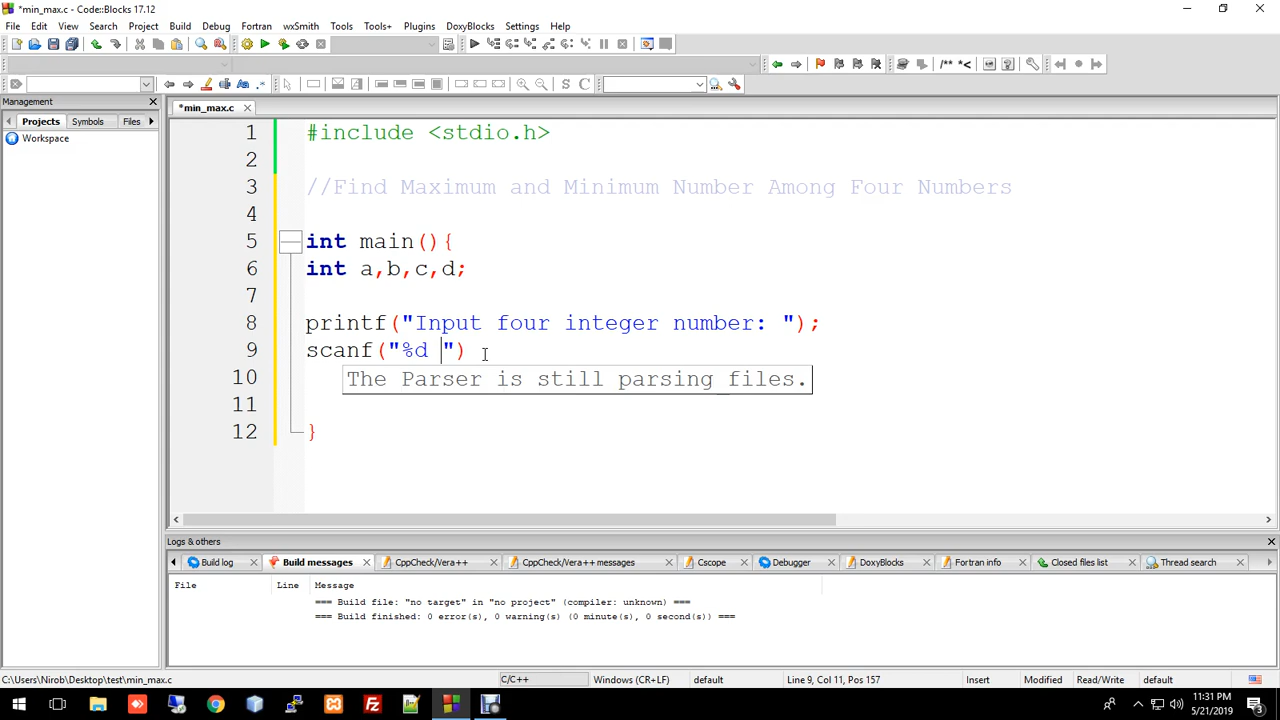 *min_max.c - Code::Blocks 17.12
File Edit View Search Project Build Debug Fortran wxSmith Tools Tools+ Plugins DoxyBlocks Settings Help
/** *<
S C
Management
*min_max.c
Projects Symbols Files
Workspace
1 #include <stdio.h>
2
3 //Find Maximum and Minimum Number Among Four Numbers
4
5 int main(){
6 int a,b,c,d;
7
8 printf("Input four integer number: ");
9 scanf("%d ")
10 The Parser is still parsing files.
11
12 }
Logs & others
Build log Build messages CppCheck/Vera++ CppCheck/Vera++ messages Cscope Debugger DoxyBlocks Fortran info Closed files list Thread search
File Line Message
=== Build file: "no target" in "no project" (compiler: unknown) ===
=== Build finished: 0 error(s), 0 warning(s) (0 minute(s), 0 second(s)) ===
C:\Users\Nirob\Desktop\test\min_max.c C/C++ Windows (CR+LF) default Line 9, Col 11, Pos 157 Insert Modified Read/Write default
11:31 PM
5/21/2019
3